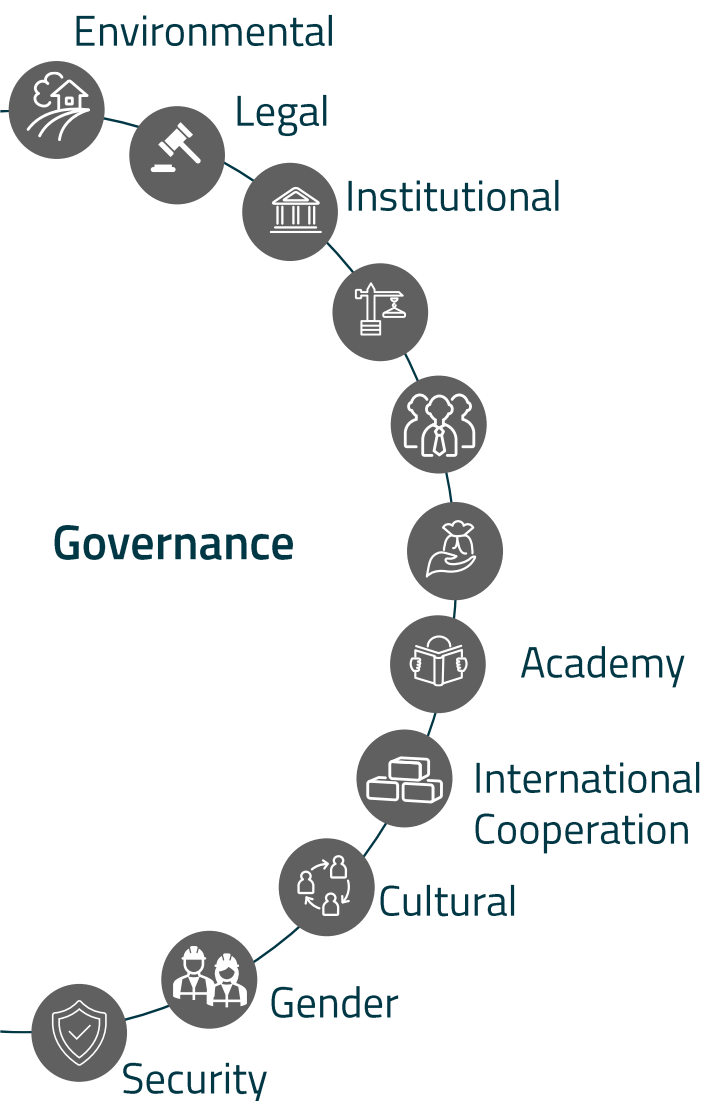 Environmental
Legal
Institutional
Governance
Academy
International
Cooperation
Cultural
Gender
Security